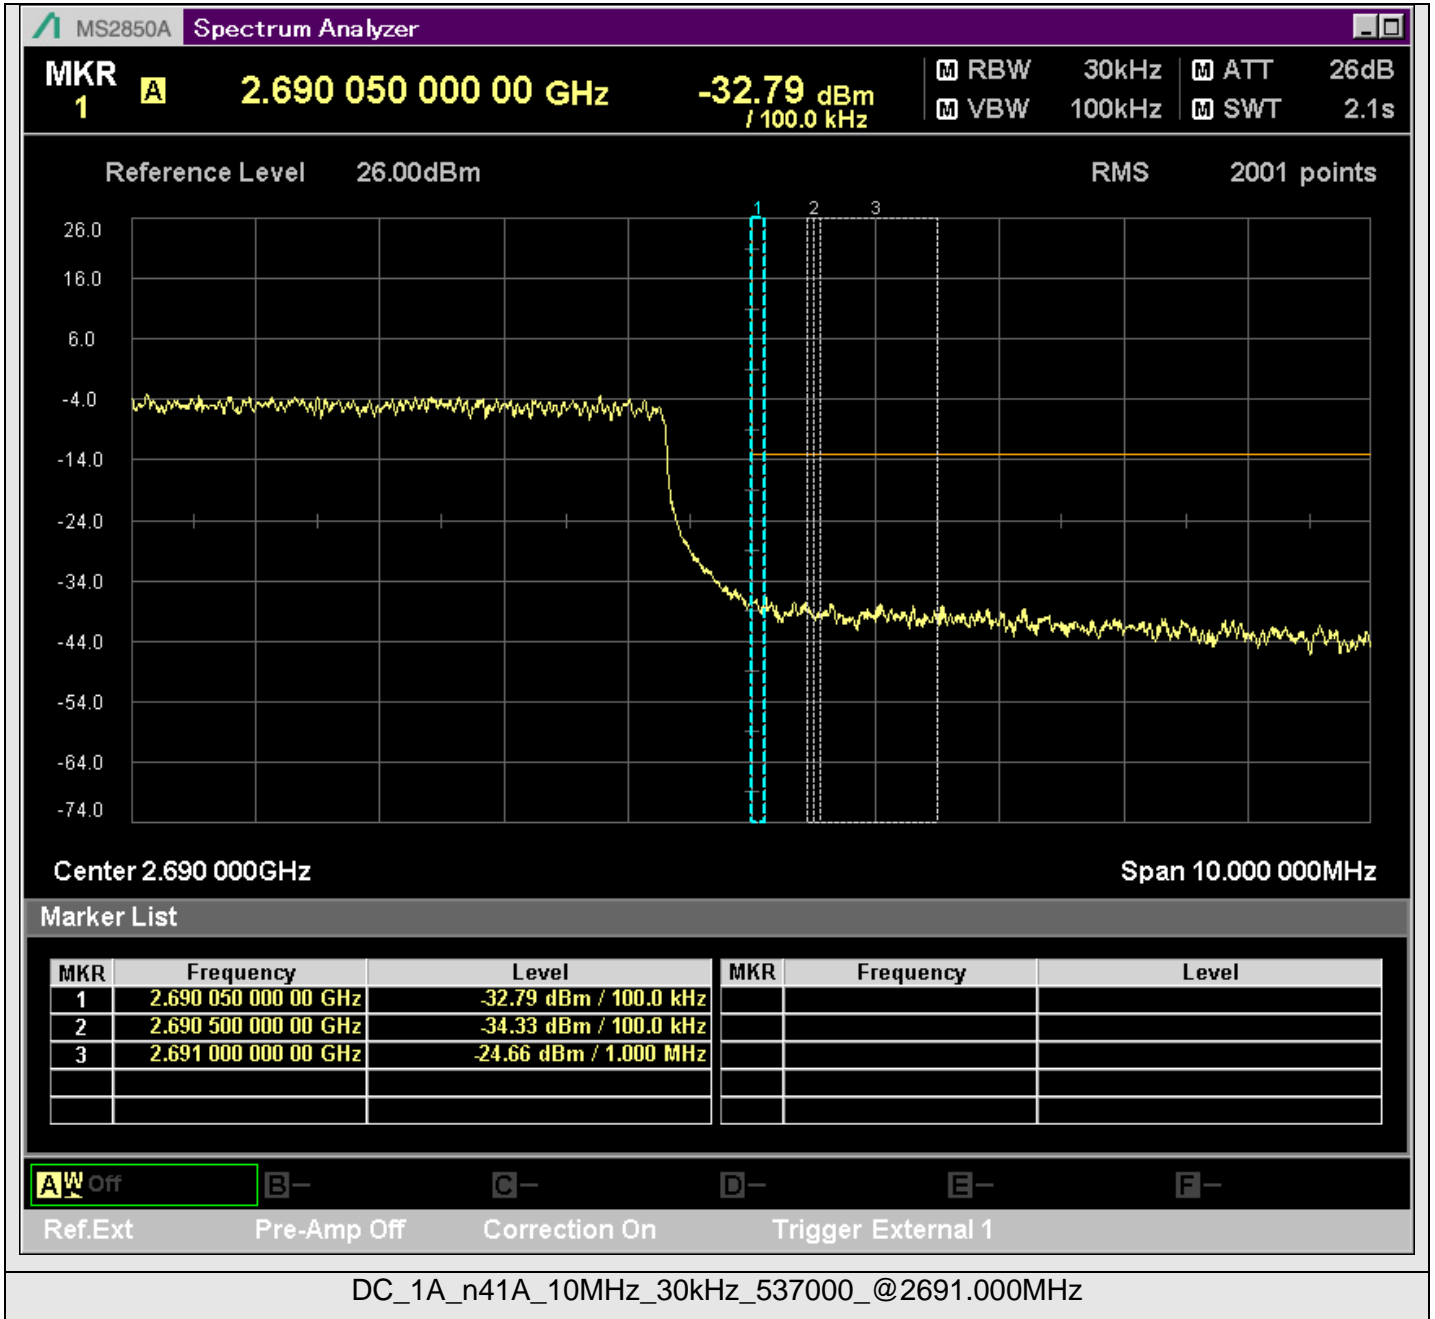 MS2850A Spectrum Analyzer
MKR 1 A 2.690 050 000 00 GHz -32.79 dBm / 100.0 kHz
M RBW 30kHz M ATT 26dB
M VBW 100kHz M SWT 2.1s
Reference Level 26.00dBm RMS 2001 points
1 2 3
26.0
16.0
6.0
-4.0
-14.0
-24.0
-34.0
-44.0
-54.0
-64.0
-74.0
Center 2.690 000GHz Span 10.000 000MHz
Marker List
MKR Frequency Level MKR Frequency Level
1 2.690 050 000 00 GHz -32.79 dBm / 100.0 kHz
2 2.690 500 000 00 GHz -34.33 dBm / 100.0 kHz
3 2.691 000 000 00 GHz -24.66 dBm / 1.000 MHz
A W Off B - C - D - E - F -
Ref.Ext Pre-Amp Off Correction On Trigger External 1
DC_1A_n41A_10MHz_30kHz_537000_@2691.000MHz